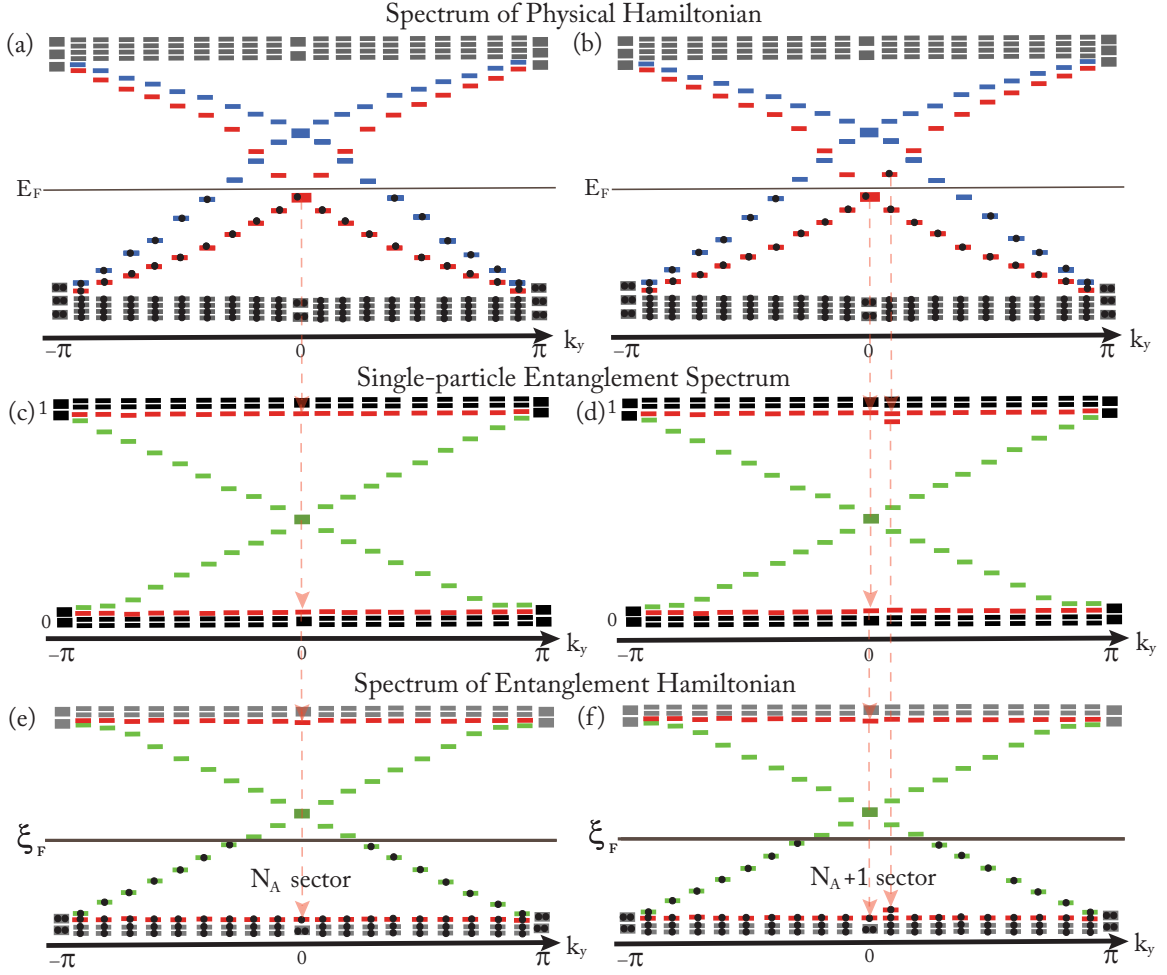 Spectrum of Physical Hamiltonian
(a)
(b)
E_F
E_F
k_y
k_y
−π
0
π
−π
0
π
Single-particle Entanglement Spectrum
(c)
(d)
1
1
0
0
k_y
k_y
−π
0
π
−π
0
π
Spectrum of Entanglement Hamiltonian
(e)
(f)
ξ_F
ξ_F
N_A sector
N_A+1 sector
k_y
k_y
−π
0
π
−π
0
π